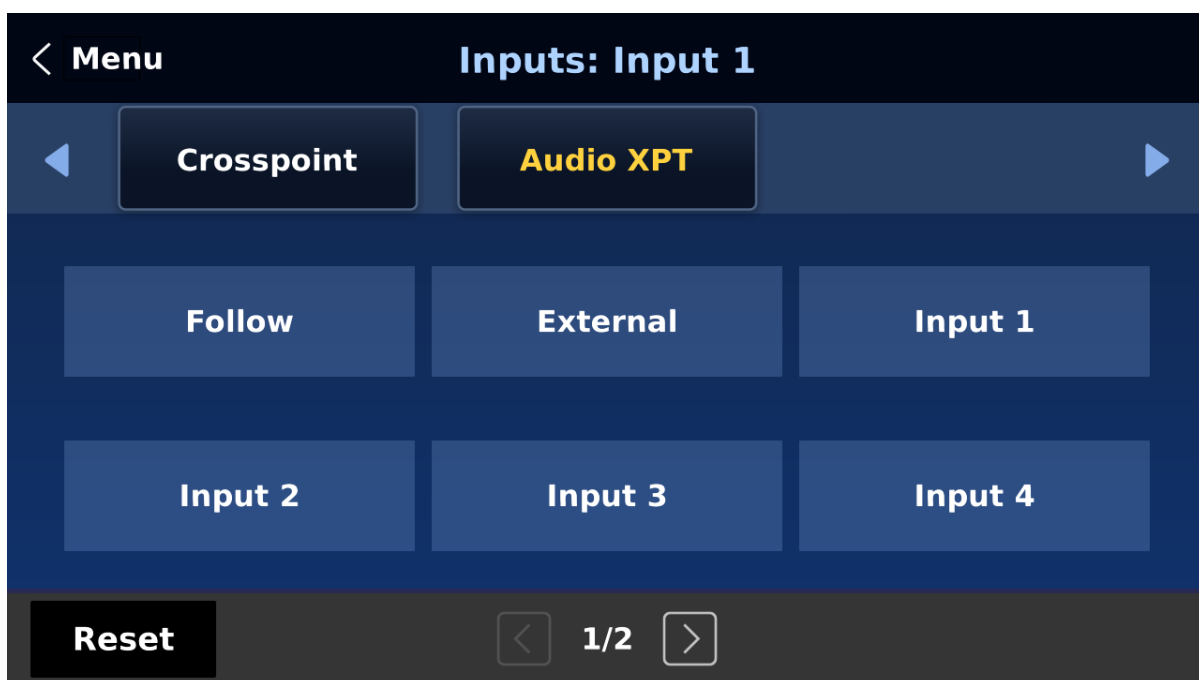 Menu
Inputs: Input 1
Crosspoint
Audio XPT
Follow
External
Input 1
Input 2
Input 3
Input 4
Reset
1/2